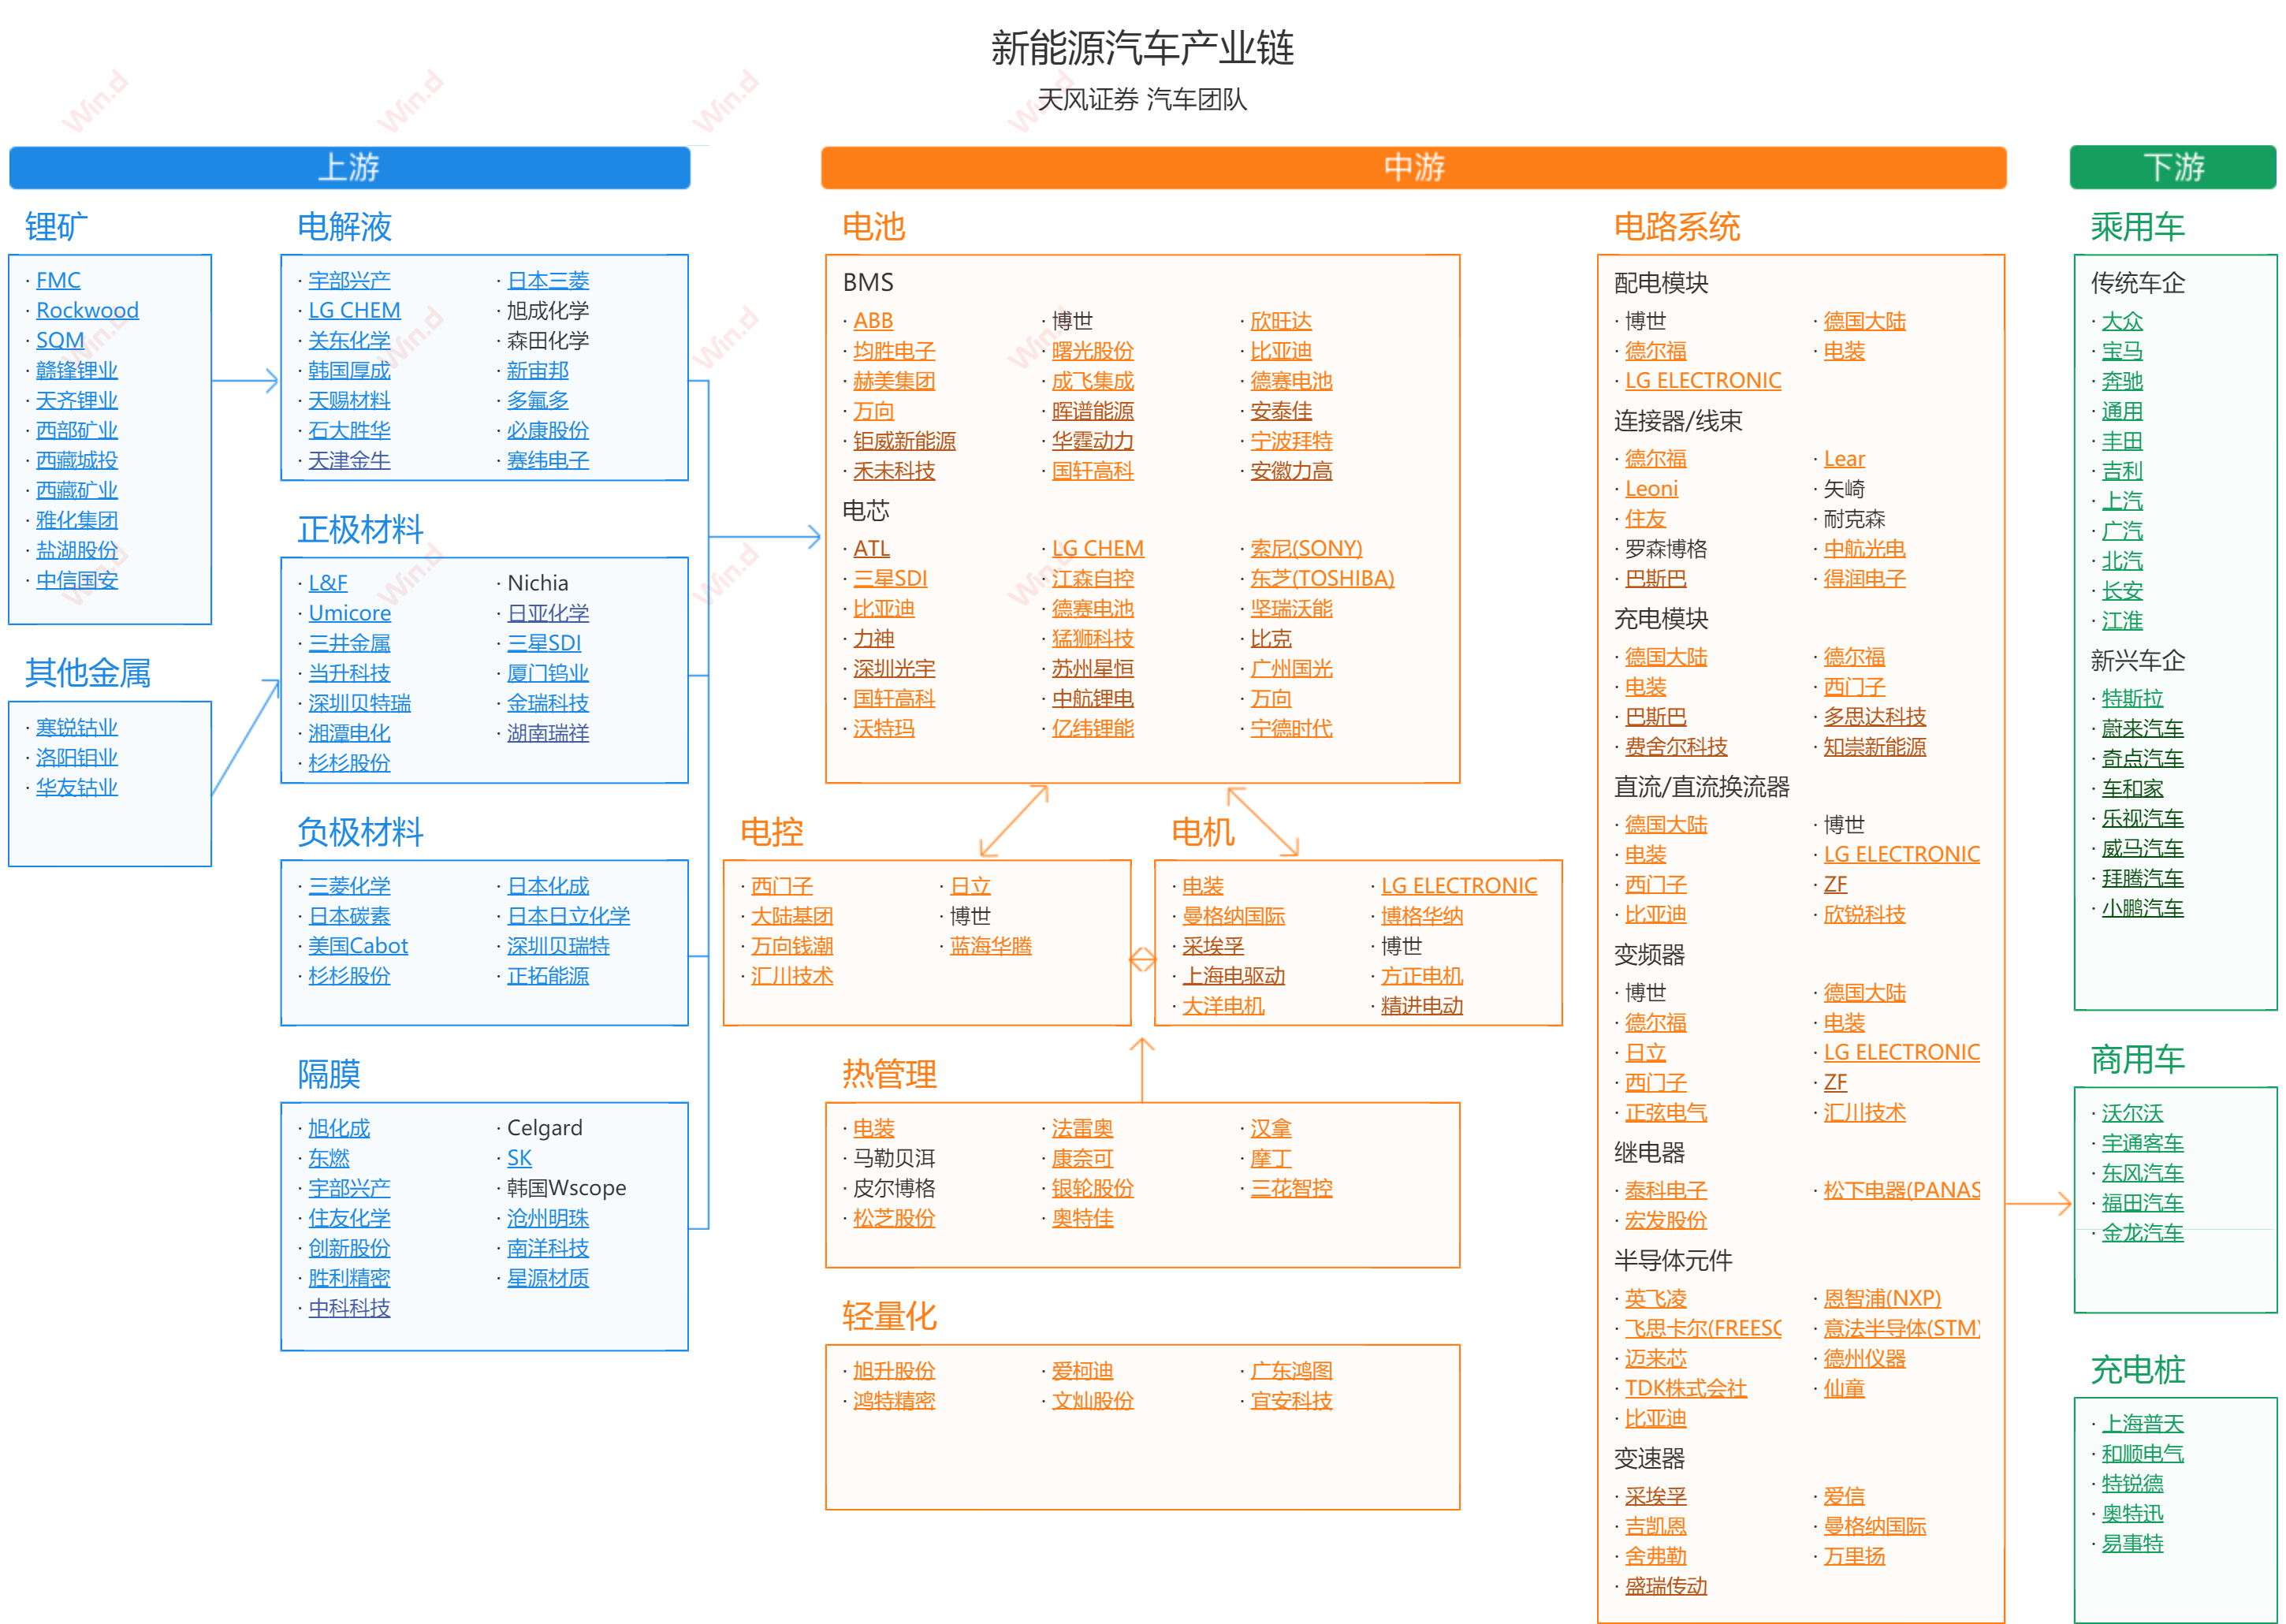 新能源汽车产业链
天风证券 汽车团队
上游
锂矿
· FMC
· Rockwood
· SQM
· 赣锋锂业
· 天齐锂业
· 西部矿业
· 西藏城投
· 西藏矿业
· 雅化集团
· 盐湖股份
· 中信国安
其他金属
· 寒锐钴业
· 洛阳钼业
· 华友钴业
电解液
· 宇部兴产 · 日本三菱
· LG CHEM · 旭成化学
· 关东化学 · 森田化学
· 韩国厚成 · 新宙邦
· 天赐材料 · 多氟多
· 石大胜华 · 必康股份
· 天津金牛 · 赛纬电子
正极材料
· L&F · Nichia
· Umicore · 日亚化学
· 三井金属 · 三星SDI
· 当升科技 · 厦门钨业
· 深圳贝特瑞 · 金瑞科技
· 湘潭电化 · 湖南瑞祥
· 杉杉股份
负极材料
· 三菱化学 · 日本化成
· 日本碳素 · 日本日立化学
· 美国Cabot · 深圳贝瑞特
· 杉杉股份 · 正拓能源
隔膜
· 旭化成 · Celgard
· 东燃 · SK
· 宇部兴产 · 韩国Wscope
· 住友化学 · 沧州明珠
· 创新股份 · 南洋科技
· 胜利精密 · 星源材质
· 中科科技
中游
电池
BMS
· ABB · 博世 · 欣旺达
· 均胜电子 · 曙光股份 · 比亚迪
· 赫美集团 · 成飞集成 · 德赛电池
· 万向 · 晖谱能源 · 安泰佳
· 钜威新能源 · 华霆动力 · 宁波拜特
· 禾未科技 · 国轩高科 · 安徽力高
电芯
· ATL · LG CHEM · 索尼(SONY)
· 三星SDI · 江森自控 · 东芝(TOSHIBA)
· 比亚迪 · 德赛电池 · 坚瑞沃能
· 力神 · 猛狮科技 · 比克
· 深圳光宇 · 苏州星恒 · 广州国光
· 国轩高科 · 中航锂电 · 万向
· 沃特玛 · 亿纬锂能 · 宁德时代
电控
· 西门子 · 日立
· 大陆基团 · 博世
· 万向钱潮 · 蓝海华腾
· 汇川技术
电机
· 电装 · LG ELECTRONIC
· 曼格纳国际 · 博格华纳
· 采埃孚 · 博世
· 上海电驱动 · 方正电机
· 大洋电机 · 精进电动
热管理
· 电装 · 法雷奥 · 汉拿
· 马勒贝洱 · 康奈可 · 摩丁
· 皮尔博格 · 银轮股份 · 三花智控
· 松芝股份 · 奥特佳
轻量化
· 旭升股份 · 爱柯迪 · 广东鸿图
· 鸿特精密 · 文灿股份 · 宜安科技
电路系统
配电模块
· 博世 · 德国大陆
· 德尔福 · 电装
· LG ELECTRONIC
连接器/线束
· 德尔福 · Lear
· Leoni · 矢崎
· 住友 · 耐克森
· 罗森博格 · 中航光电
· 巴斯巴 · 得润电子
充电模块
· 德国大陆 · 德尔福
· 电装 · 西门子
· 巴斯巴 · 多思达科技
· 费舍尔科技 · 知崇新能源
直流/直流换流器
· 德国大陆 · 博世
· 电装 · LG ELECTRONIC
· 西门子 · ZF
· 比亚迪 · 欣锐科技
变频器
· 博世 · 德国大陆
· 德尔福 · 电装
· 日立 · LG ELECTRONIC
· 西门子 · ZF
· 正弦电气 · 汇川技术
继电器
· 泰科电子 · 松下电器(PANAS
· 宏发股份
半导体元件
· 英飞凌 · 恩智浦(NXP)
· 飞思卡尔(FREESC · 意法半导体(STM)
· 迈来芯 · 德州仪器
· TDK株式会社 · 仙童
· 比亚迪
变速器
· 采埃孚 · 爱信
· 吉凯恩 · 曼格纳国际
· 舍弗勒 · 万里扬
· 盛瑞传动
下游
乘用车
传统车企
· 大众
· 宝马
· 奔驰
· 通用
· 丰田
· 吉利
· 上汽
· 广汽
· 北汽
· 长安
· 江淮
新兴车企
· 特斯拉
· 蔚来汽车
· 奇点汽车
· 车和家
· 乐视汽车
· 威马汽车
· 拜腾汽车
· 小鹏汽车
商用车
· 沃尔沃
· 宇通客车
· 东风汽车
· 福田汽车
· 金龙汽车
充电桩
· 上海普天
· 和顺电气
· 特锐德
· 奥特迅
· 易事特
Win.d
Win.d
Win.d
Win.d
Win.d
Win.d
Win.d
Win.d
Win.d
Win.d
Win.d
Win.d